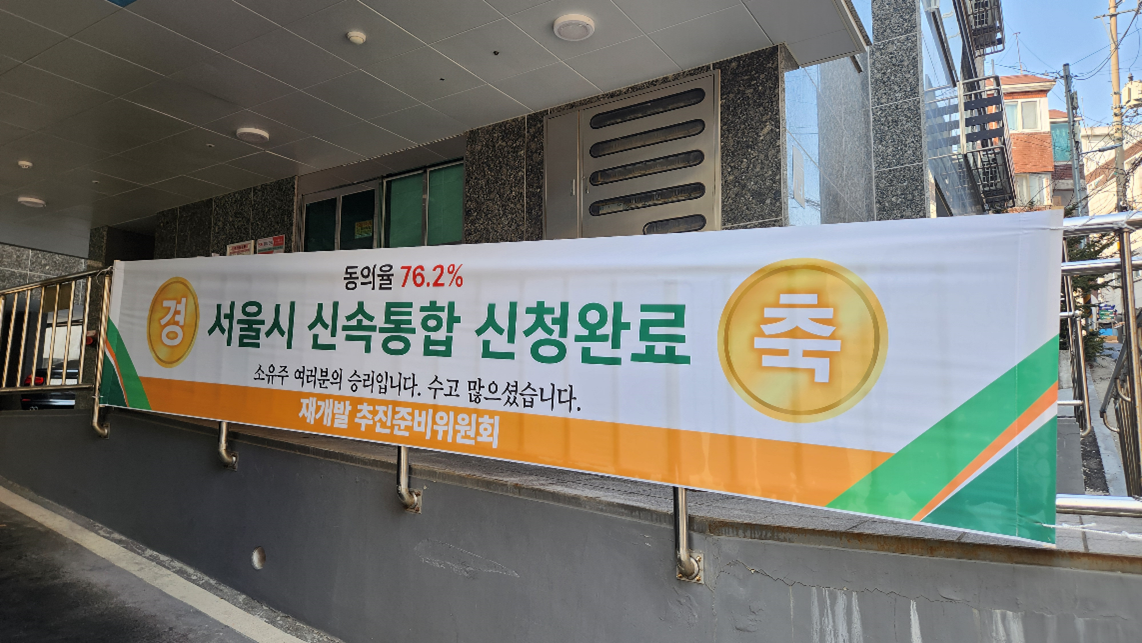 경 축
동의율 76.2%
서울시 신속통합 신청완료
소유주 여러분의 승리입니다. 수고 많으셨습니다.
재개발 추진준비위원회